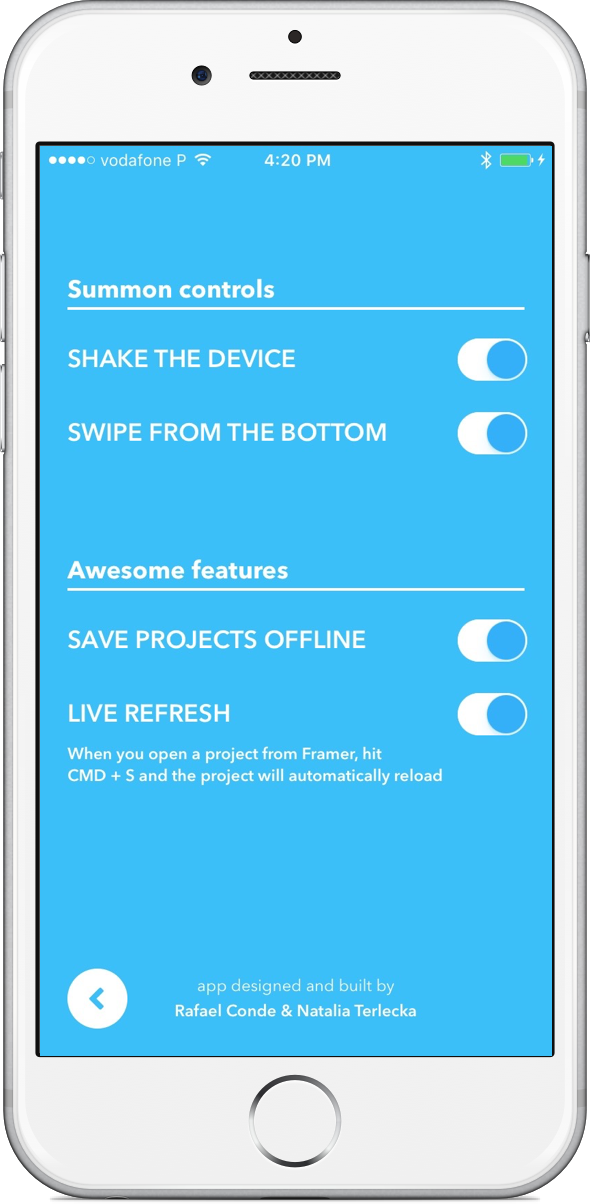 vodafone P 4:20 PM
Summon controls
SHAKE THE DEVICE
SWIPE FROM THE BOTTOM
Awesome features
SAVE PROJECTS OFFLINE
LIVE REFRESH
When you open a project from Framer, hit
CMD + S and the project will automatically reload
app designed and built by
Rafael Conde & Natalia Terlecka